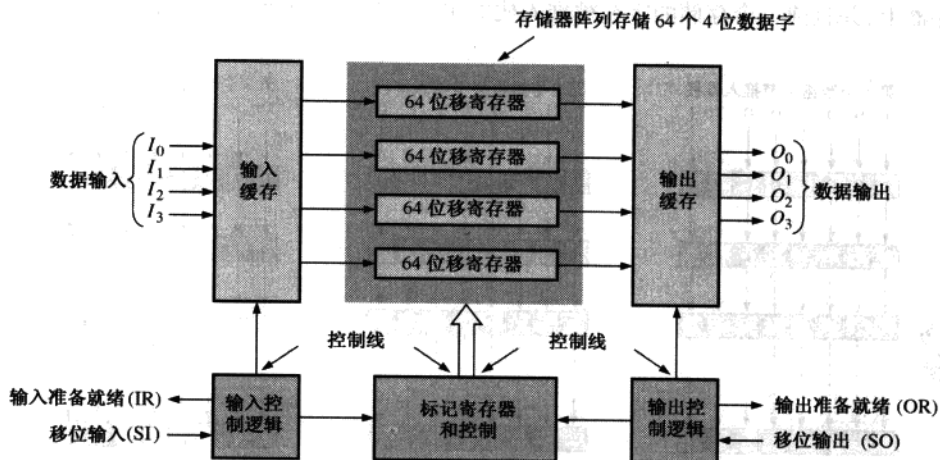 存储器阵列存储 64 个 4 位数据字
64 位移寄存器
64 位移寄存器
64 位移寄存器
64 位移寄存器
数据输入
I0
I1
I2
I3
输入
缓存
输出
缓存
O0
O1
O2
O3
数据输出
控制线
控制线
输入准备就绪(IR)
移位输入(SI)
输入控
制逻辑
标记寄存器
和控制
输出控
制逻辑
输出准备就绪(OR)
移位输出 (SO)